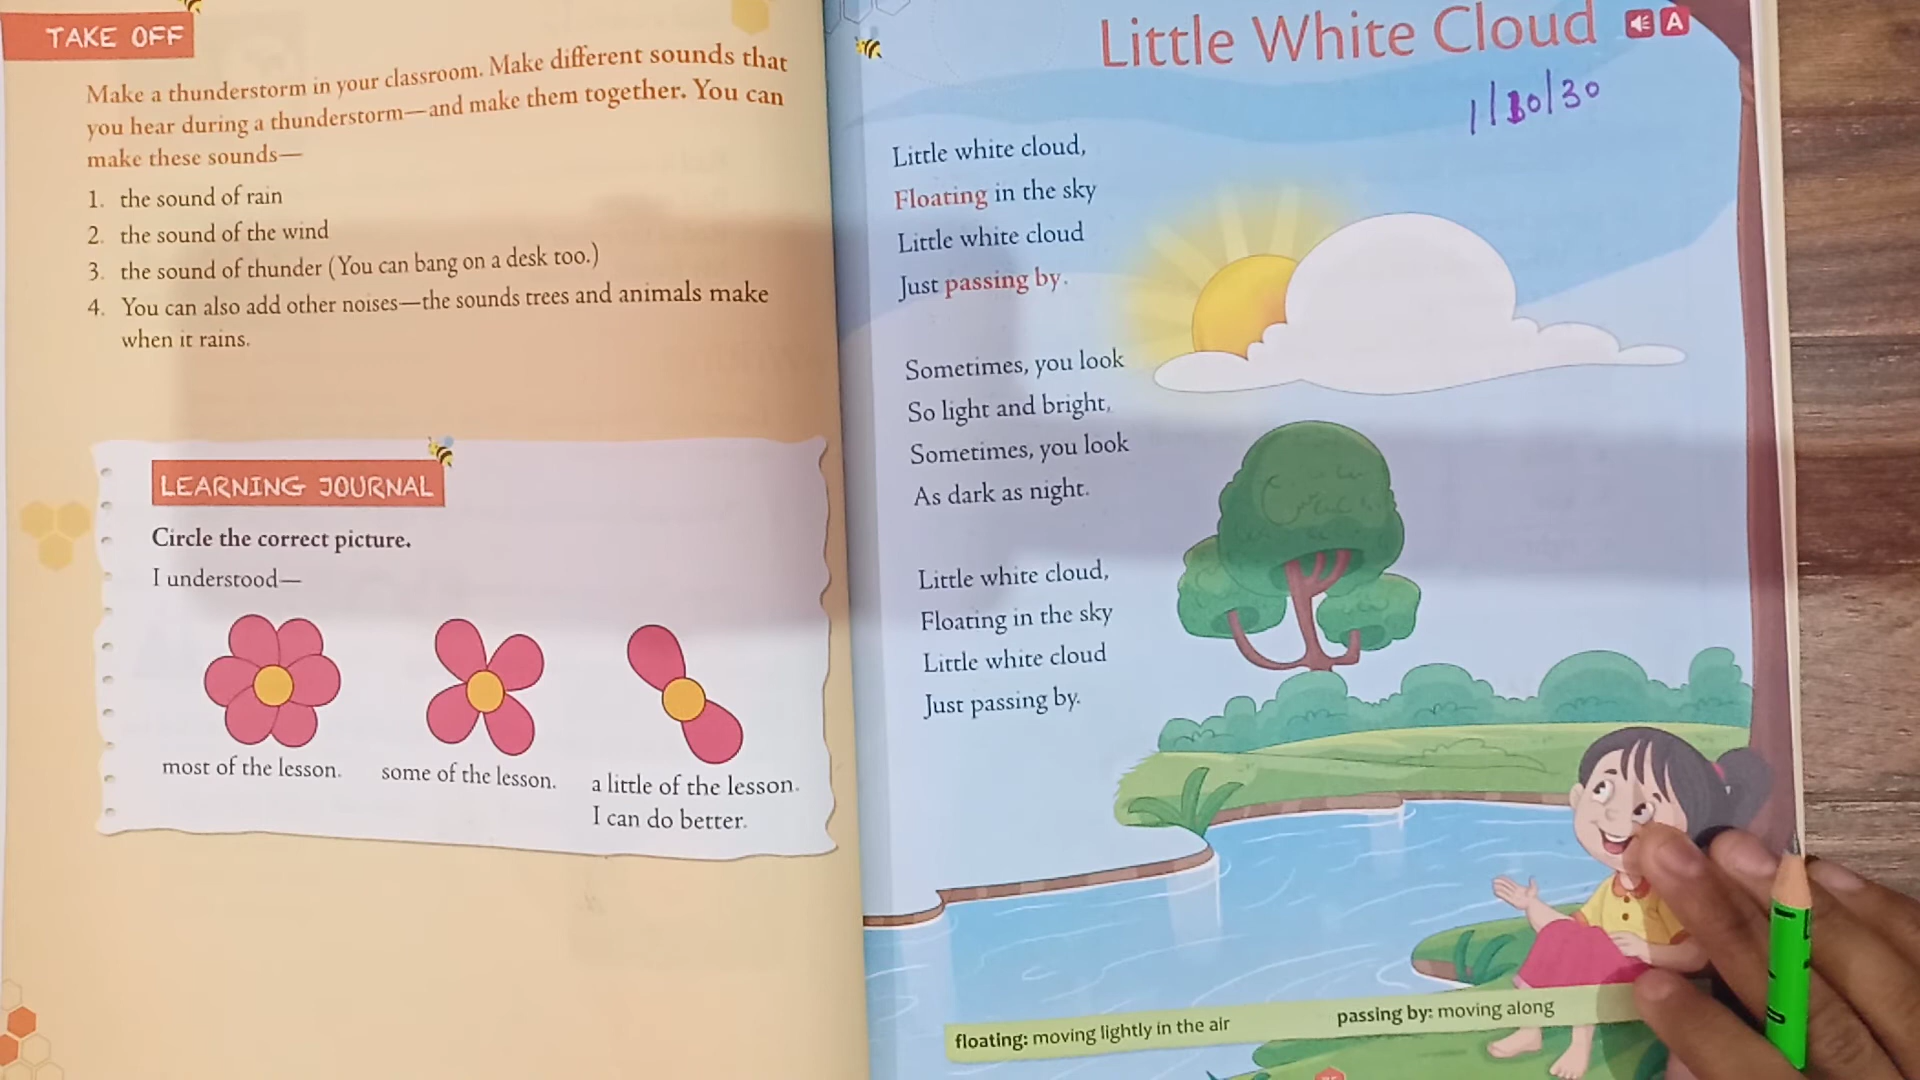 TAKE OFF
Make a thunderstorm in your classroom. Make different sounds that
you hear during a thunderstorm—and make them together. You can
make these sounds—
1. the sound of rain
2. the sound of the wind
3. the sound of thunder (You can bang on a desk too.)
4. You can also add other noises—the sounds trees and animals make
when it rains.
LEARNING JOURNAL
Circle the correct picture.
I understood—
most of the lesson.
some of the lesson.
a little of the lesson.
I can do better.
Little White Cloud
A
Little white cloud,
Floating in the sky
Little white cloud
Just passing by.
Sometimes, you look
So light and bright,
Sometimes, you look
As dark as night.
Little white cloud,
Floating in the sky
Little white cloud
Just passing by.
floating: moving lightly in the air
passing by: moving along